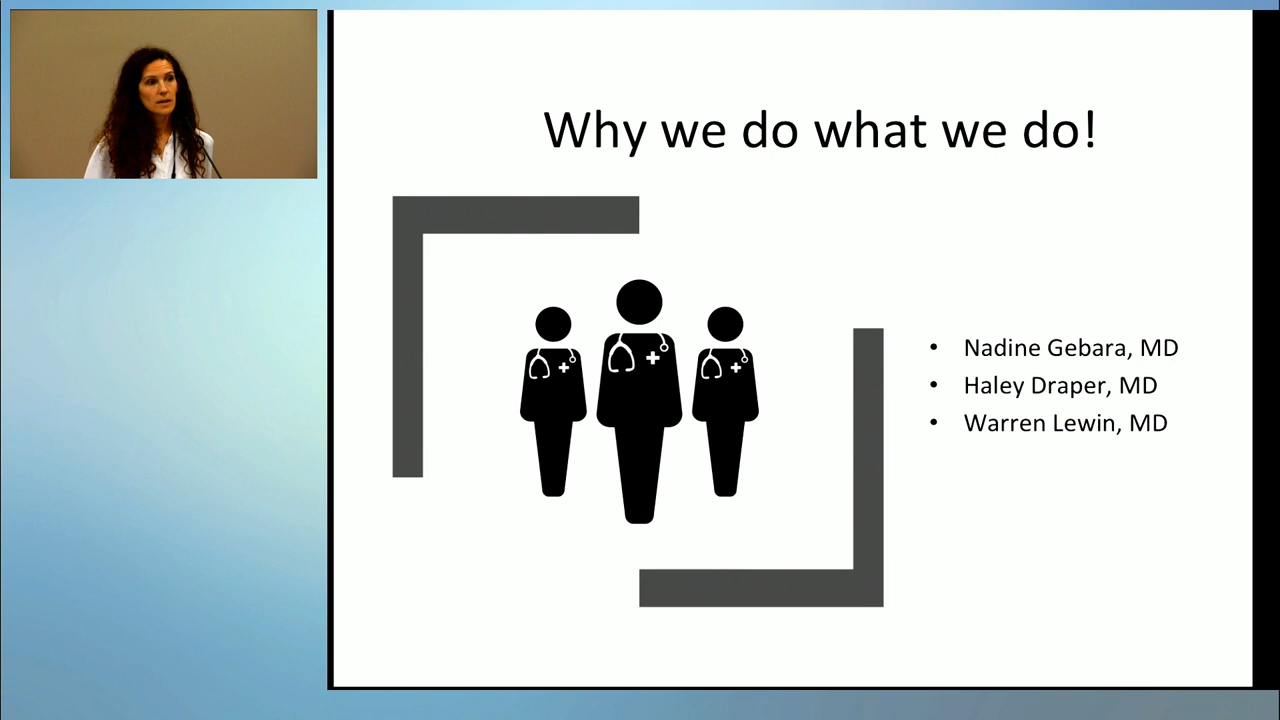 Why we do what we do!
• Nadine Gebara, MD
• Haley Draper, MD
• Warren Lewin, MD